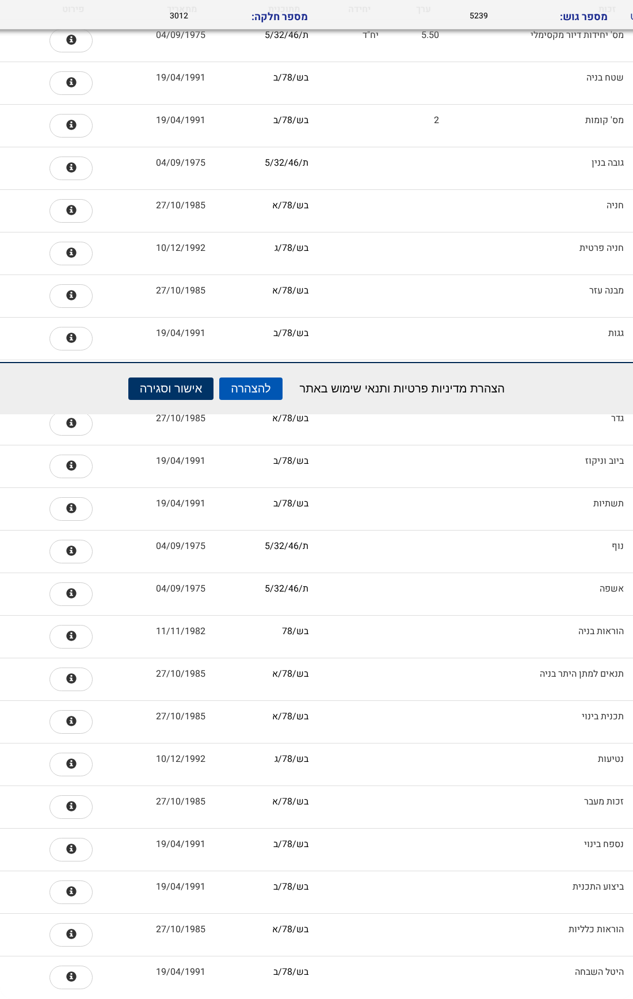 זכות ערך יחידה מתוכנית מתאריך פירוט
מספר גוש: 5239 מספר חלקה: 3012
מס' יחידות דיור מקסימלי 5.50 יח"ד ת/5/32/46 04/09/1975
שטח בניה בש/78/ב 19/04/1991
מס' קומות 2 בש/78/ב 19/04/1991
גובה בנין ת/5/32/46 04/09/1975
חניה בש/78/א 27/10/1985
חניה פרטית בש/78/ג 10/12/1992
מבנה עזר בש/78/א 27/10/1985
גגות בש/78/ב 19/04/1991
הצהרת מדיניות פרטיות ותנאי שימוש באתר להצהרה אישור וסגירה
גדר בש/78/א 27/10/1985
ביוב וניקוז בש/78/ב 19/04/1991
תשתיות בש/78/ב 19/04/1991
נוף ת/5/32/46 04/09/1975
אשפה ת/5/32/46 04/09/1975
הוראות בניה בש/78 11/11/1982
תנאים למתן היתר בניה בש/78/א 27/10/1985
תכנית בינוי בש/78/א 27/10/1985
נטיעות בש/78/ג 10/12/1992
זכות מעבר בש/78/א 27/10/1985
נספח בינוי בש/78/ב 19/04/1991
ביצוע התכנית בש/78/ב 19/04/1991
הוראות כלליות בש/78/א 27/10/1985
היטל השבחה בש/78/ב 19/04/1991